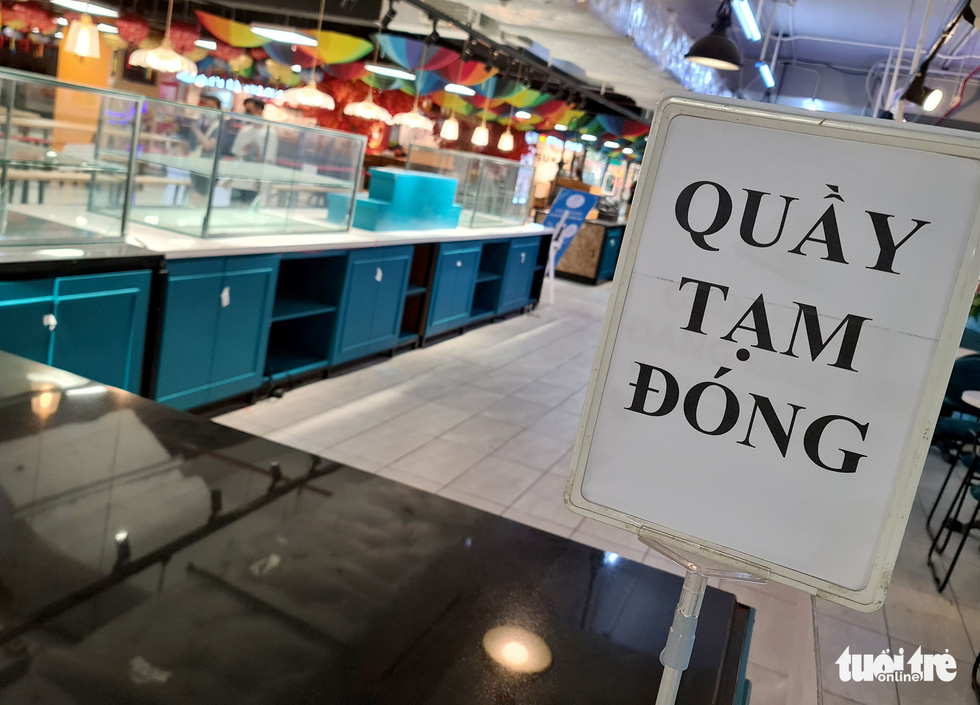 QUẦY
TẠM
ĐÓNG
tuổi trẻ
online